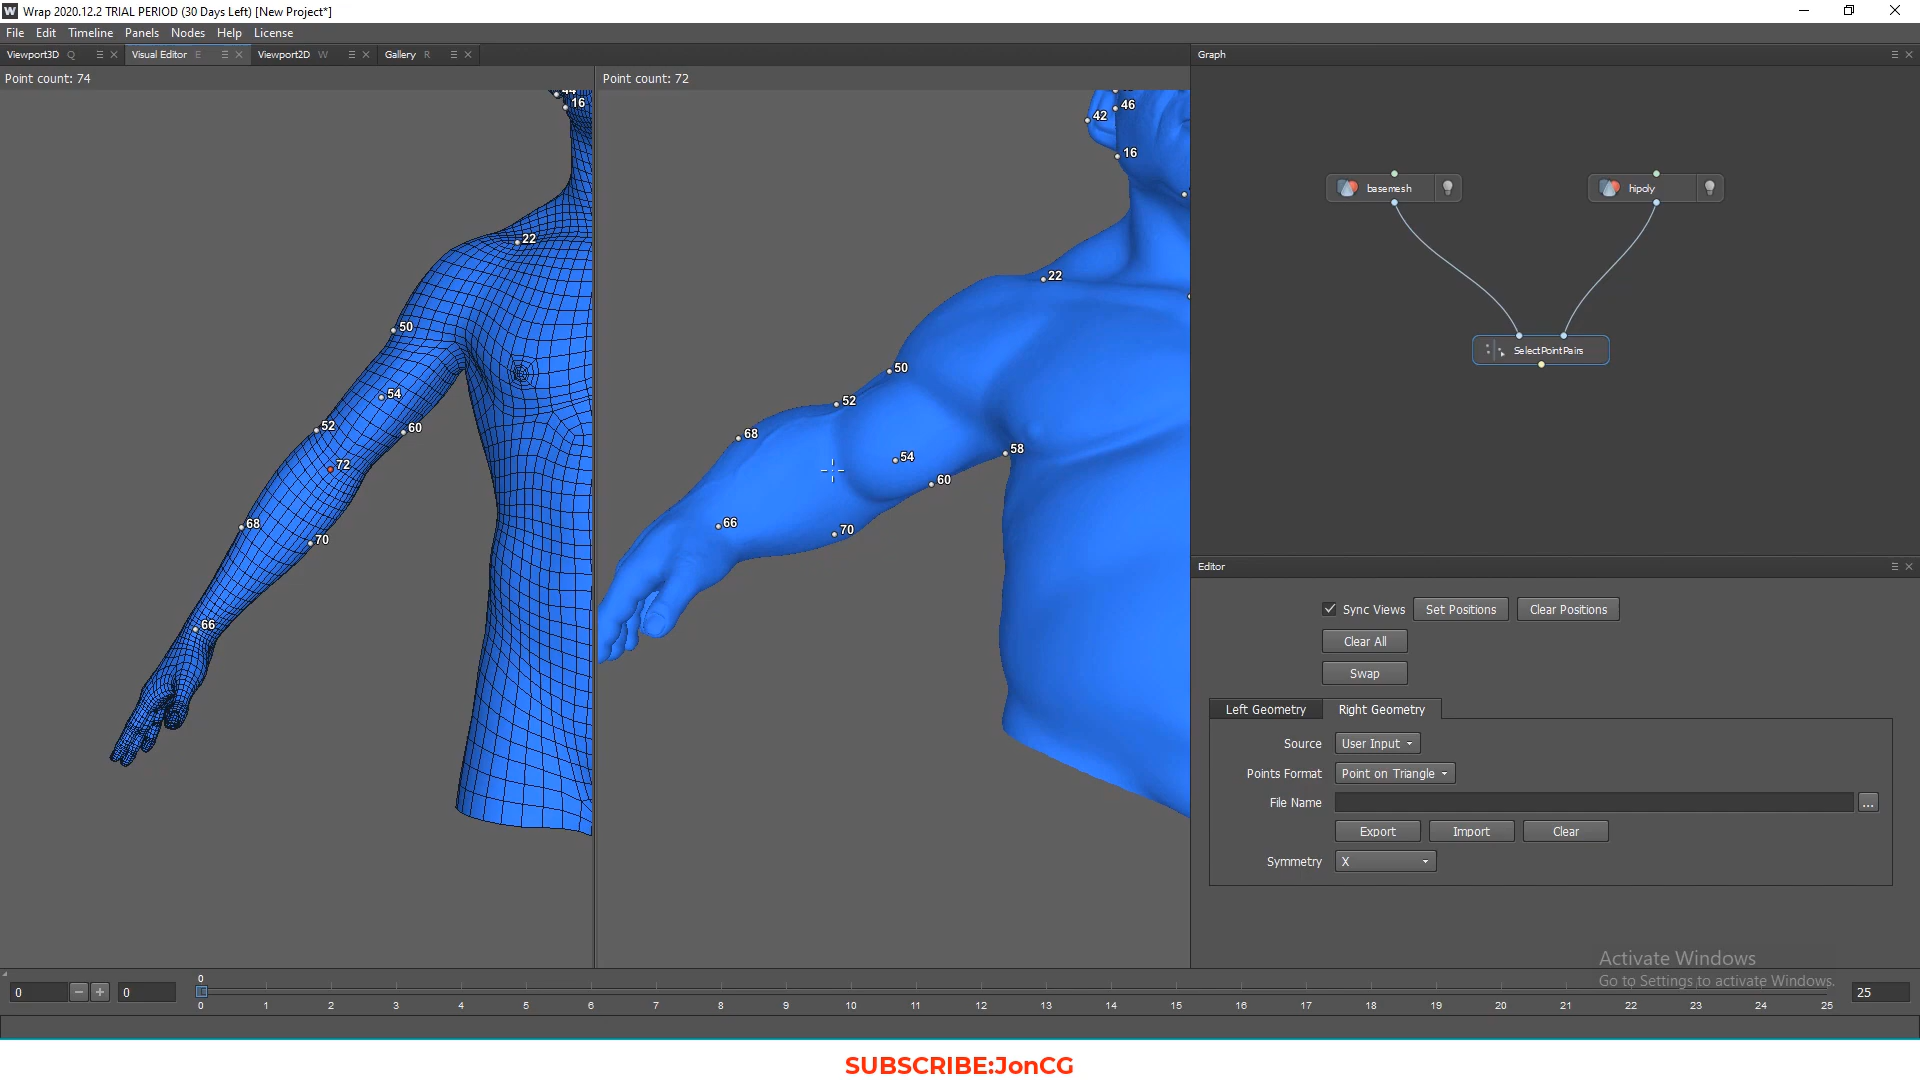 Wrap 2020.12.2 TRIAL PERIOD (30 Days Left) [New Project*]
File Edit Timeline Panels Nodes Help License
Viewport3D Q Visual Editor E Viewport2D W Gallery R Graph
Point count: 74 Point count: 72
44
16
22
50
54
52
60
72
68
70
66
46
42
16
22
50
52
68
58
54
60
66
70
basemesh
hipoly
SelectPointPairs
Editor
Sync Views Set Positions Clear Positions
Clear All
Swap
Left Geometry Right Geometry
Source User Input
Points Format Point on Triangle
File Name ...
Export Import Clear
Symmetry X
Activate Windows
Go to Settings to activate Windows.
0 0 0 25
0 1 2 3 4 5 6 7 8 9 10 11 12 13 14 15 16 17 18 19 20 21 22 23 24 25
SUBSCRIBE:JonCG